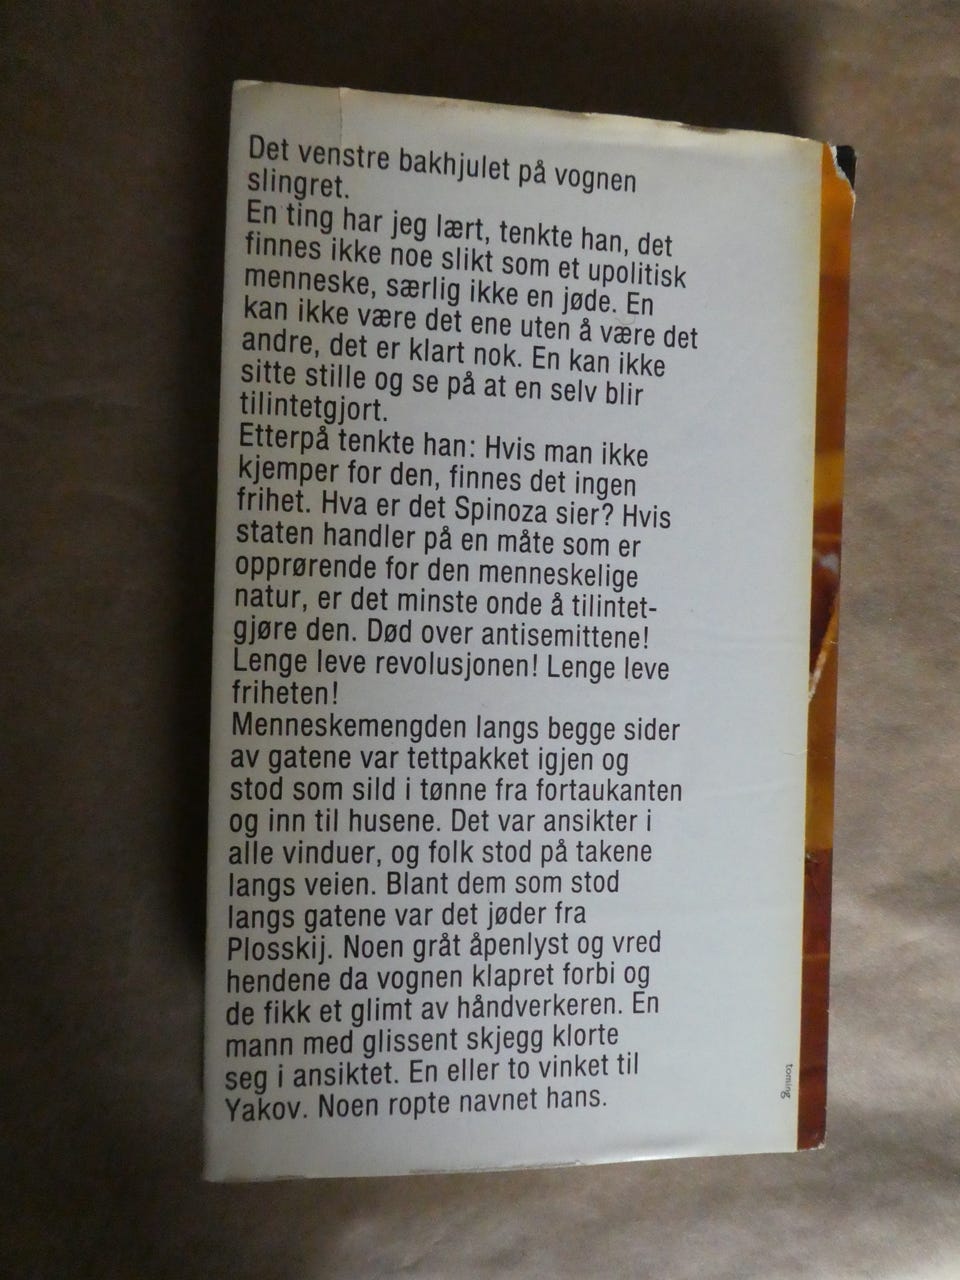 Det venstre bakhjulet på vognen
slingret.
En ting har jeg lært, tenkte han, det
finnes ikke noe slikt som et upolitisk
menneske, særlig ikke en jøde. En
kan ikke være det ene uten å være det
andre, det er klart nok. En kan ikke
sitte stille og se på at en selv blir
tilintetgjort.
Etterpå tenkte han: Hvis man ikke
kjemper for den, finnes det ingen
frihet. Hva er det Spinoza sier? Hvis
staten handler på en måte som er
opprørende for den menneskelige
natur, er det minste onde å tilintet-
gjøre den. Død over antisemittene!
Lenge leve revolusjonen! Lenge leve
friheten!
Menneskemengden langs begge sider
av gatene var tettpakket igjen og
stod som sild i tønne fra fortaukanten
og inn til husene. Det var ansikter i
alle vinduer, og folk stod på takene
langs veien. Blant dem som stod
langs gatene var det jøder fra
Plosskij. Noen gråt åpenlyst og vred
hendene da vognen klapret forbi og
de fikk et glimt av håndverkeren. En
mann med glissent skjegg klorte
seg i ansiktet. En eller to vinket til
Yakov. Noen ropte navnet hans.
toming